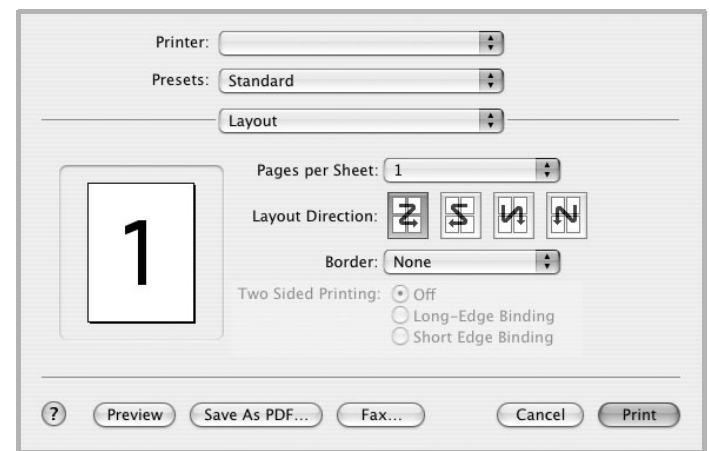 Printer:
Presets: Standard
Layout
Pages per Sheet: 1
1
Layout Direction:
Border: None
Two Sided Printing: Off
Long-Edge Binding
Short Edge Binding
? Preview Save As PDF... Fax... Cancel Print